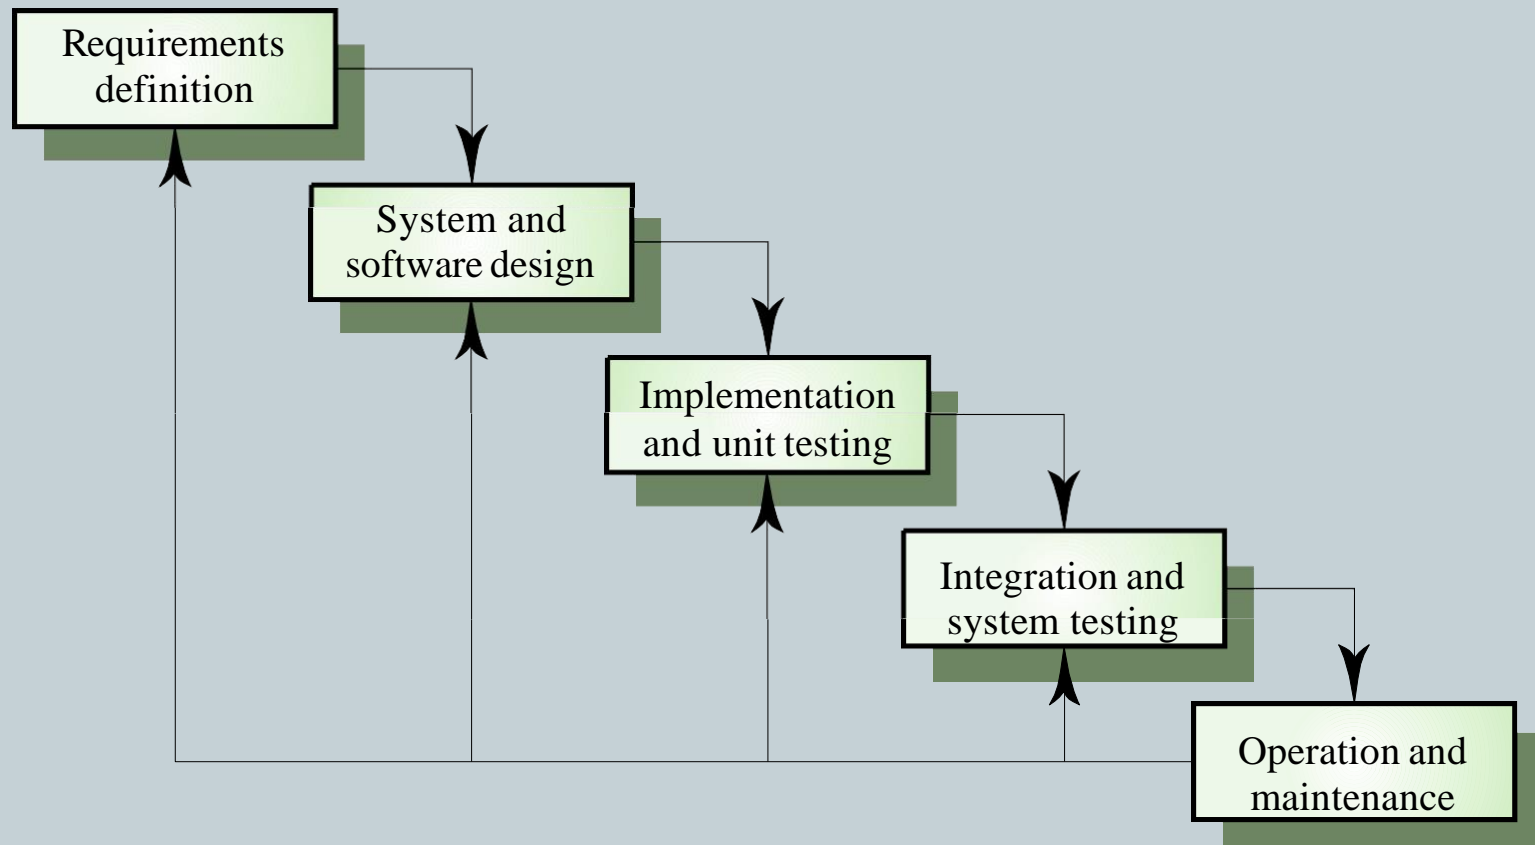 Requirements
definition
System and
software design
Implementation
and unit testing
Integration and
system testing
Operation and
maintenance